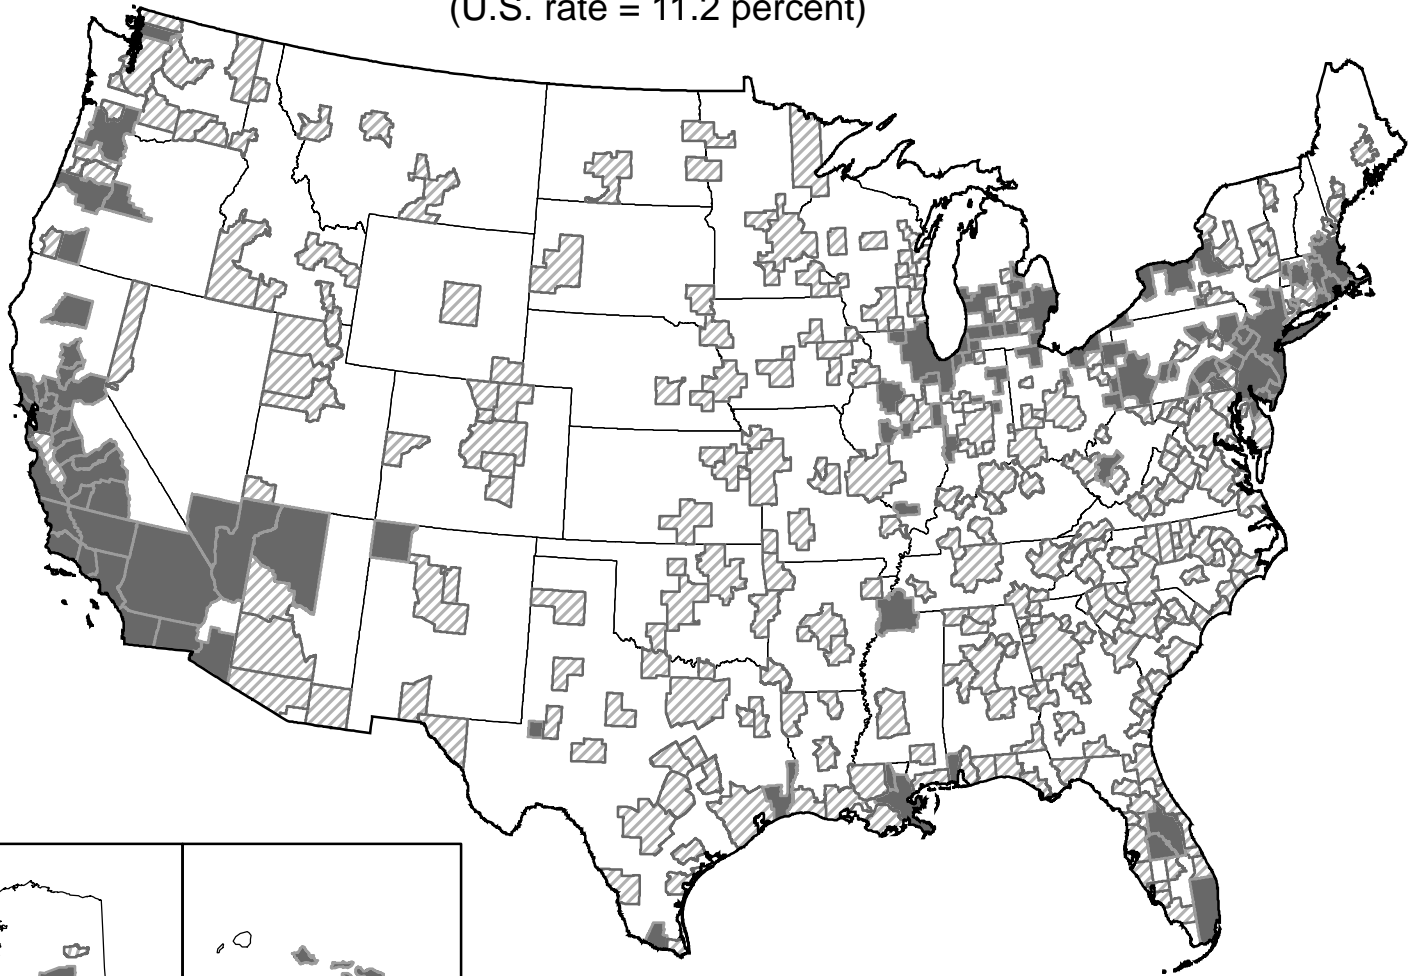 (U.S. rate = 11.2 percent)